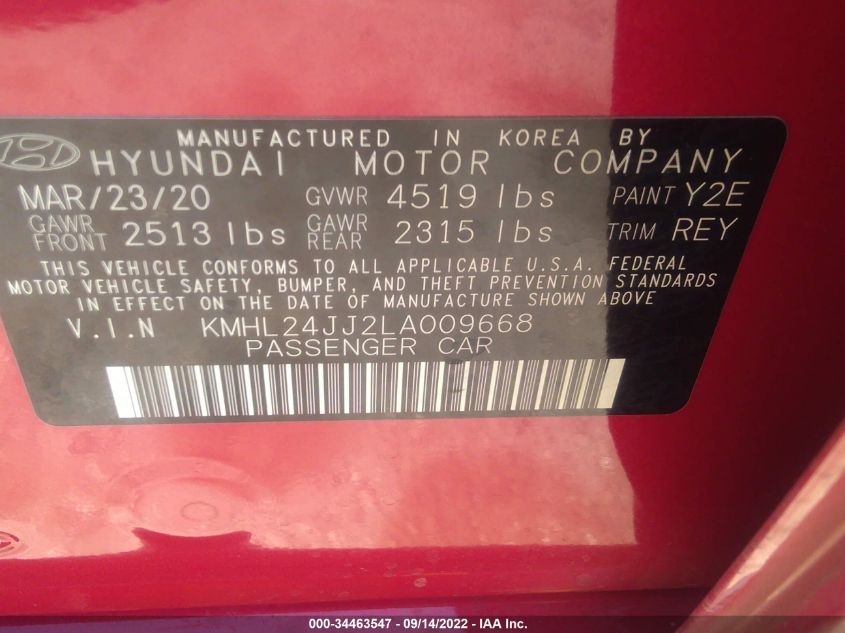 MANUFACTURED IN KOREA BY
HYUNDAI MOTOR COMPANY
MAR/23/20 GVWR 4519 lbs PAINT Y2E
GAWR FRONT 2513 lbs GAWR REAR 2315 lbs TRIM REY
THIS VEHICLE CONFORMS TO ALL APPLICABLE U.S.A. FEDERAL
MOTOR VEHICLE SAFETY, BUMPER, AND THEFT PREVENTION STANDARDS
IN EFFECT ON THE DATE OF MANUFACTURE SHOWN ABOVE
V.I.N KMHL24JJ2LA009668
PASSENGER CAR
000-34463547 - 09/14/2022 - IAA Inc.